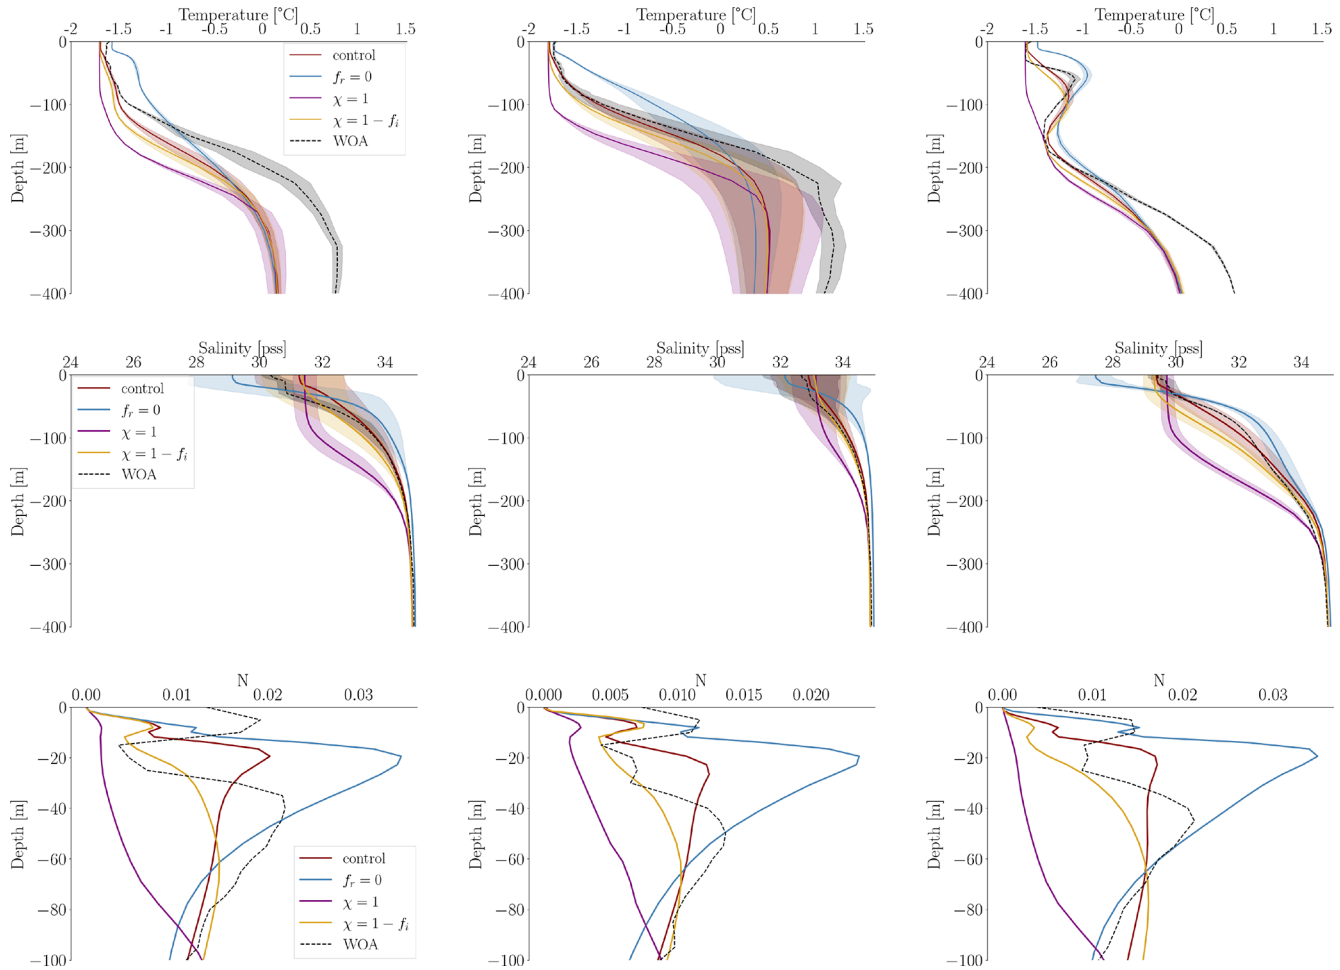 Temperature [°C] Temperature [°C] Temperature [°C]
-2 -1.5 -1 -0.5 0 0.5 1 1.5 -2 -1.5 -1 -0.5 0 0.5 1 1.5 -2 -1.5 -1 -0.5 0 0.5 1 1.5
0 0 0
control
f_r = 0
χ = 1
χ = 1 − f_i
WOA
−100 −100 −100
−200 −200 −200
−300 −300 −300
−400 −400 −400
Depth [m] Depth [m] Depth [m]
Salinity [pss] Salinity [pss] Salinity [pss]
24 26 28 30 32 34 24 26 28 30 32 34 24 26 28 30 32 34
0 0 0
control
f_r = 0
χ = 1
χ = 1 − f_i
WOA
−100 −100 −100
−200 −200 −200
−300 −300 −300
−400 −400 −400
Depth [m] Depth [m] Depth [m]
N N N
0.00 0.01 0.02 0.03 0.000 0.005 0.010 0.015 0.020 0.00 0.01 0.02 0.03
0 0 0
−20 −20 −20
−40 −40 −40
−60 −60 −60
−80 −80 −80
−100 −100 −100
Depth [m] Depth [m] Depth [m]
control
f_r = 0
χ = 1
χ = 1 − f_i
WOA